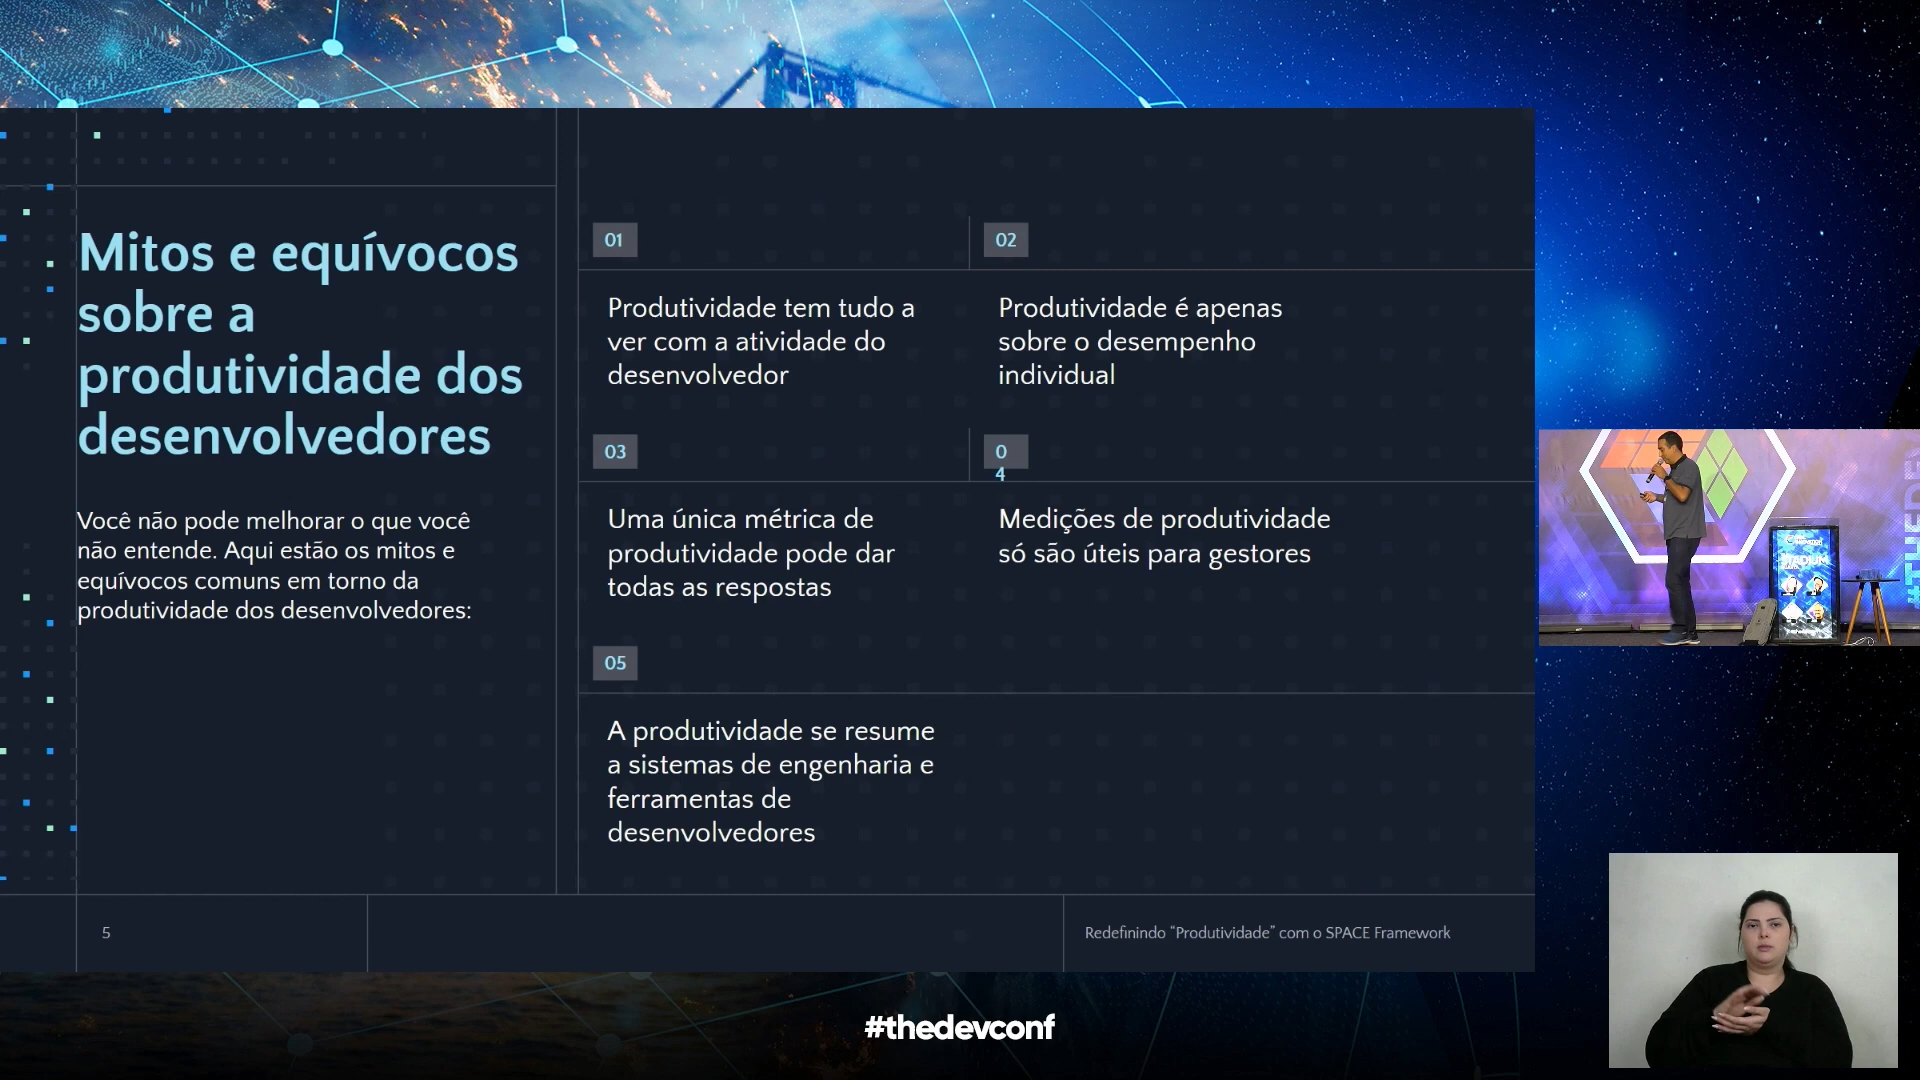 Mitos e equívocos
sobre a
produtividade dos
desenvolvedores
Você não pode melhorar o que você
não entende. Aqui estão os mitos e
equívocos comuns em torno da
produtividade dos desenvolvedores:
01
Produtividade tem tudo a
ver com a atividade do
desenvolvedor
02
Produtividade é apenas
sobre o desempenho
individual
03
Uma única métrica de
produtividade pode dar
todas as respostas
0
4
Medições de produtividade
só são úteis para gestores
05
A produtividade se resume
a sistemas de engenharia e
ferramentas de
desenvolvedores
5
Redefinindo “Produtividade” com o SPACE Framework
STADIUM
#THEDEV
#thedevconf